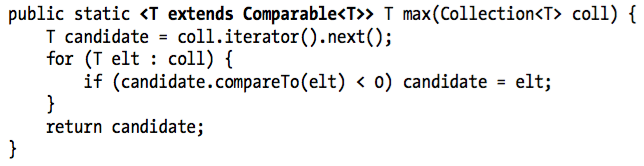 public static <T extends Comparable<T>> T max(Collection<T> coll) {
    T candidate = coll.iterator().next();
    for (T elt : coll) {
        if (candidate.compareTo(elt) < 0) candidate = elt;
    }
    return candidate;
}